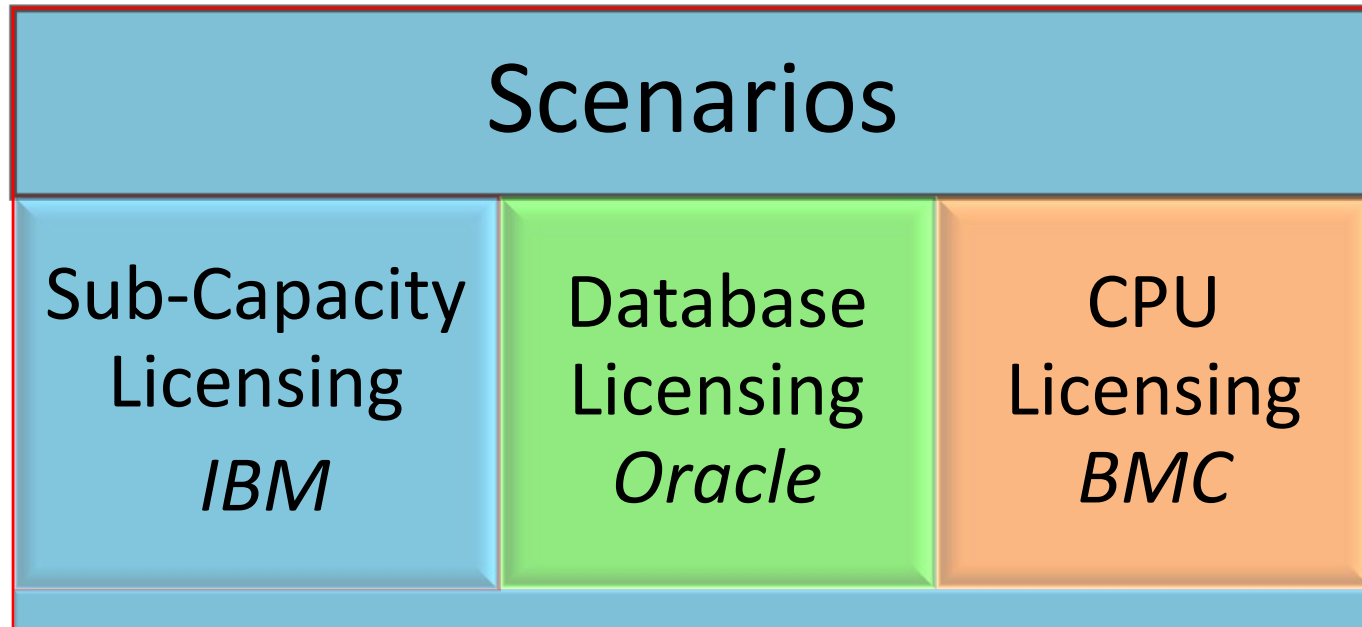 Scenarios
Sub-Capacity
Licensing
IBM
Database
Licensing
Oracle
CPU
Licensing
BMC